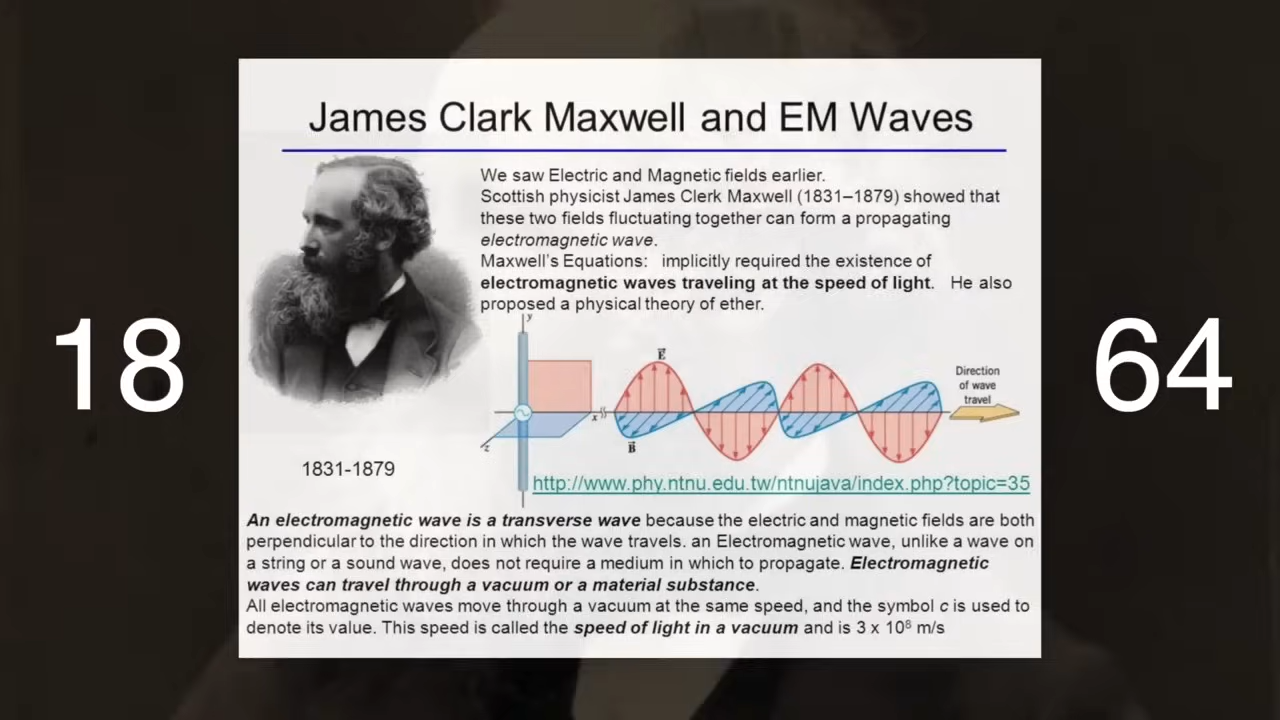 James Clark Maxwell and EM Waves
We saw Electric and Magnetic fields earlier.
Scottish physicist James Clerk Maxwell (1831–1879) showed that
these two fields fluctuating together can form a propagating
electromagnetic wave.
Maxwell's Equations: implicitly required the existence of
electromagnetic waves traveling at the speed of light. He also
proposed a physical theory of ether.
18
64
y
E
x
z
B
Direction
of wave
travel
1831-1879
http://www.phy.ntnu.edu.tw/ntnujava/index.php?topic=35
An electromagnetic wave is a transverse wave because the electric and magnetic fields are both
perpendicular to the direction in which the wave travels. an Electromagnetic wave, unlike a wave on
a string or a sound wave, does not require a medium in which to propagate. Electromagnetic
waves can travel through a vacuum or a material substance.
All electromagnetic waves move through a vacuum at the same speed, and the symbol c is used to
denote its value. This speed is called the speed of light in a vacuum and is 3 x 10⁸ m/s